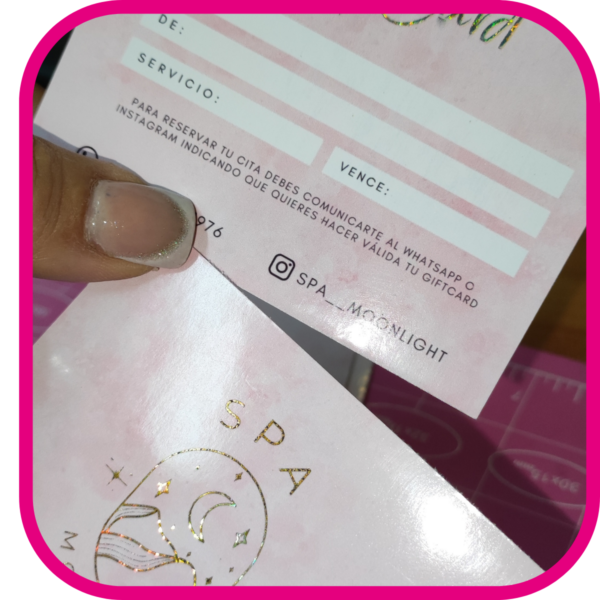 DE:
SERVICIO:
VENCE:
PARA RESERVAR TU CITA DEBES COMUNICARTE AL WHATSAPP O
INSTAGRAM INDICANDO QUE QUIERES HACER VÁLIDA TU GIFTCARD
976
SPA__MOONLIGHT
SPA